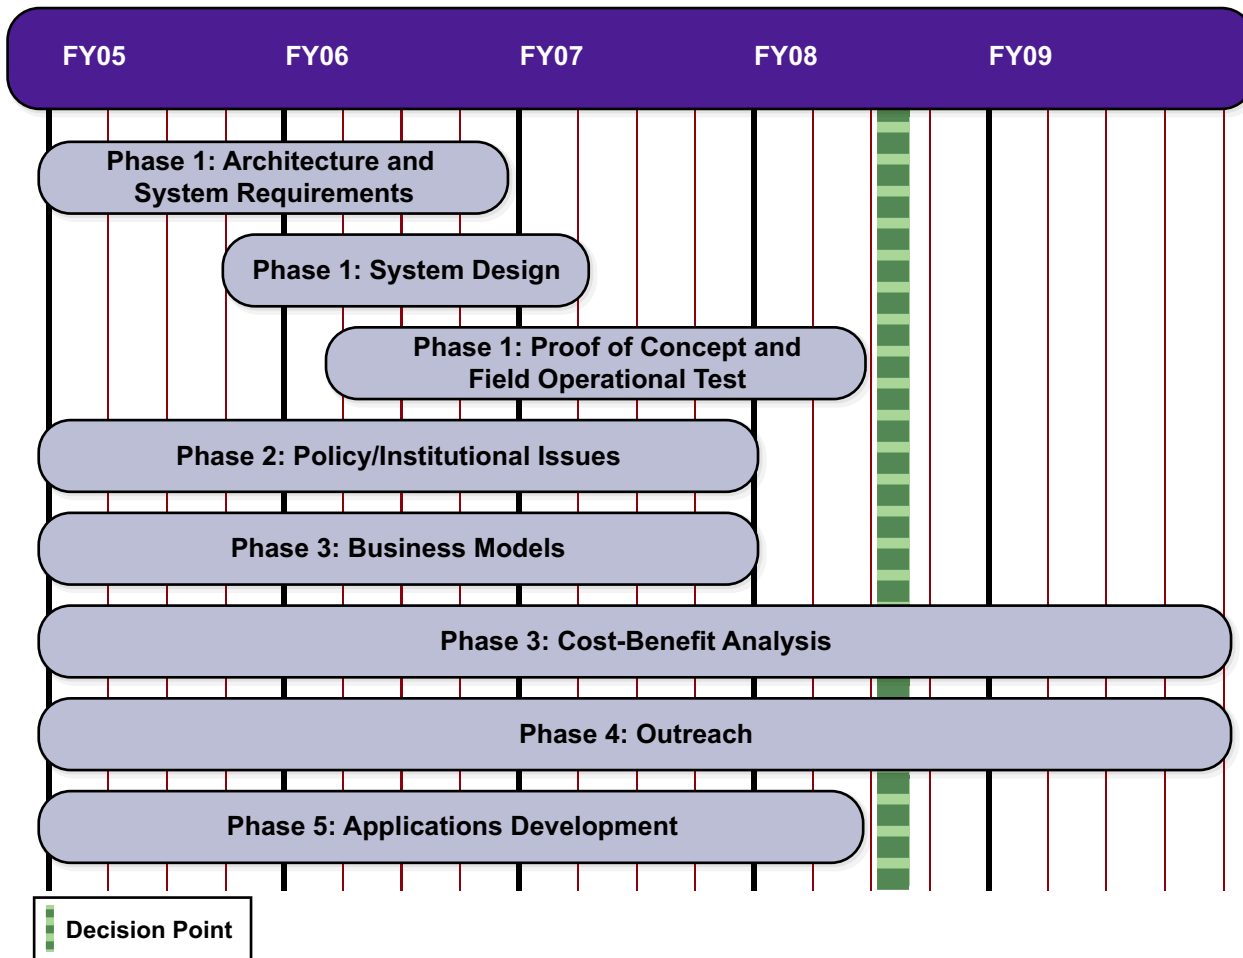 FY05 FY06 FY07 FY08 FY09
Phase 1: Architecture and
System Requirements
Phase 1: System Design
Phase 1: Proof of Concept and
Field Operational Test
Phase 2: Policy/Institutional Issues
Phase 3: Business Models
Phase 3: Cost-Benefit Analysis
Phase 4: Outreach
Phase 5: Applications Development
Decision Point